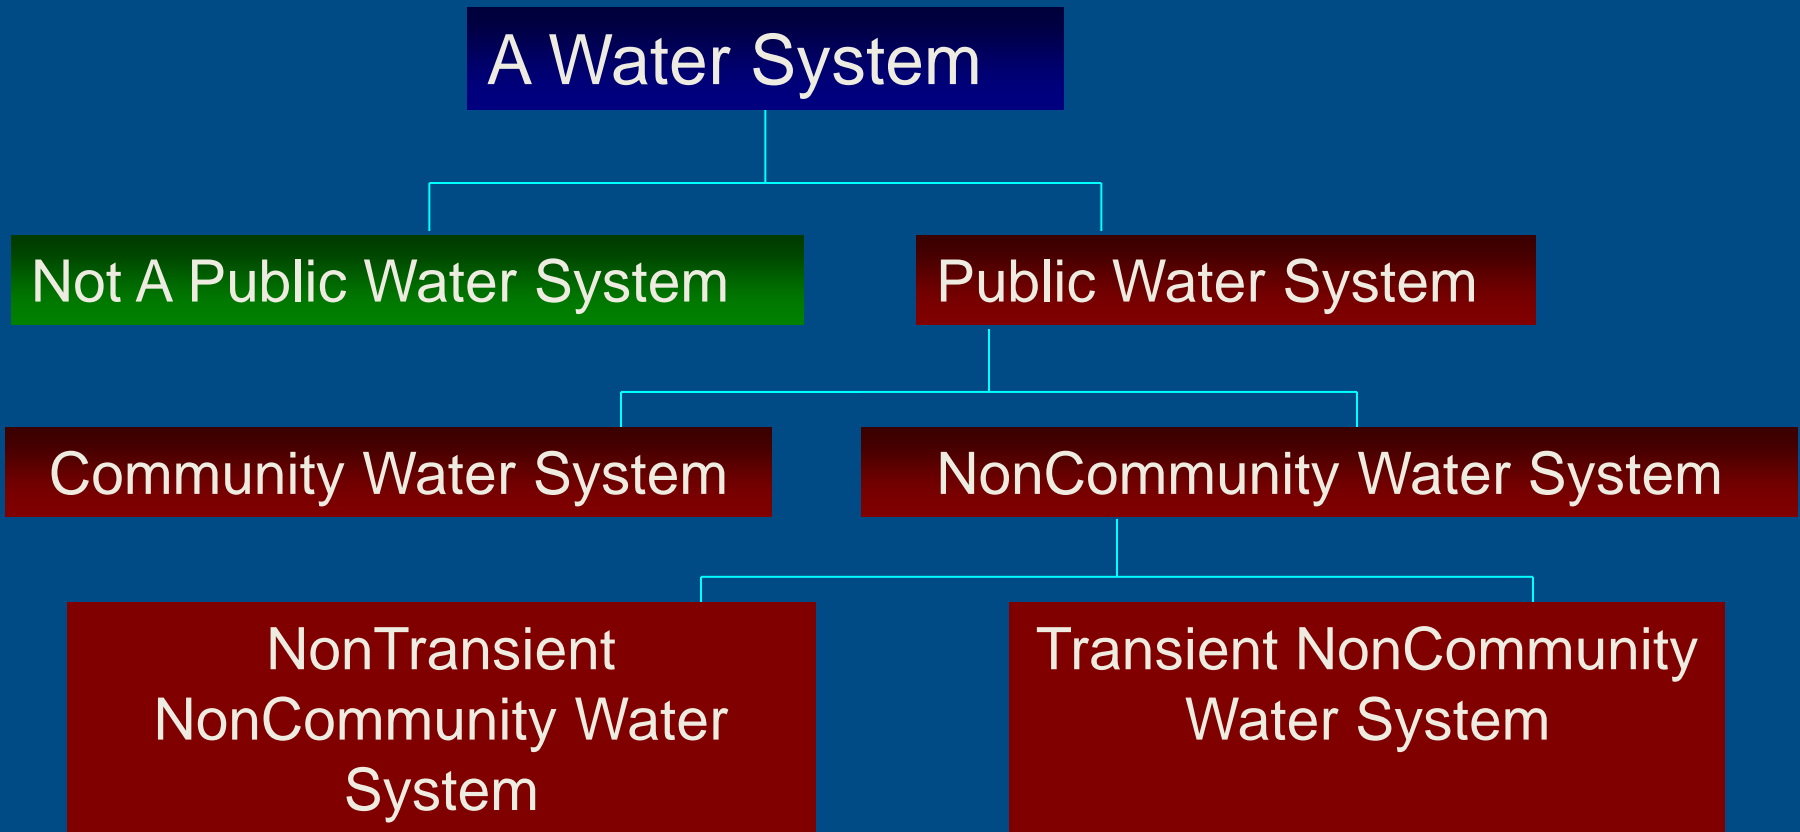 A Water System
Not A Public Water System
Public Water System
Community Water System
NonCommunity Water System
NonTransient
NonCommunity Water
System
Transient NonCommunity
Water System